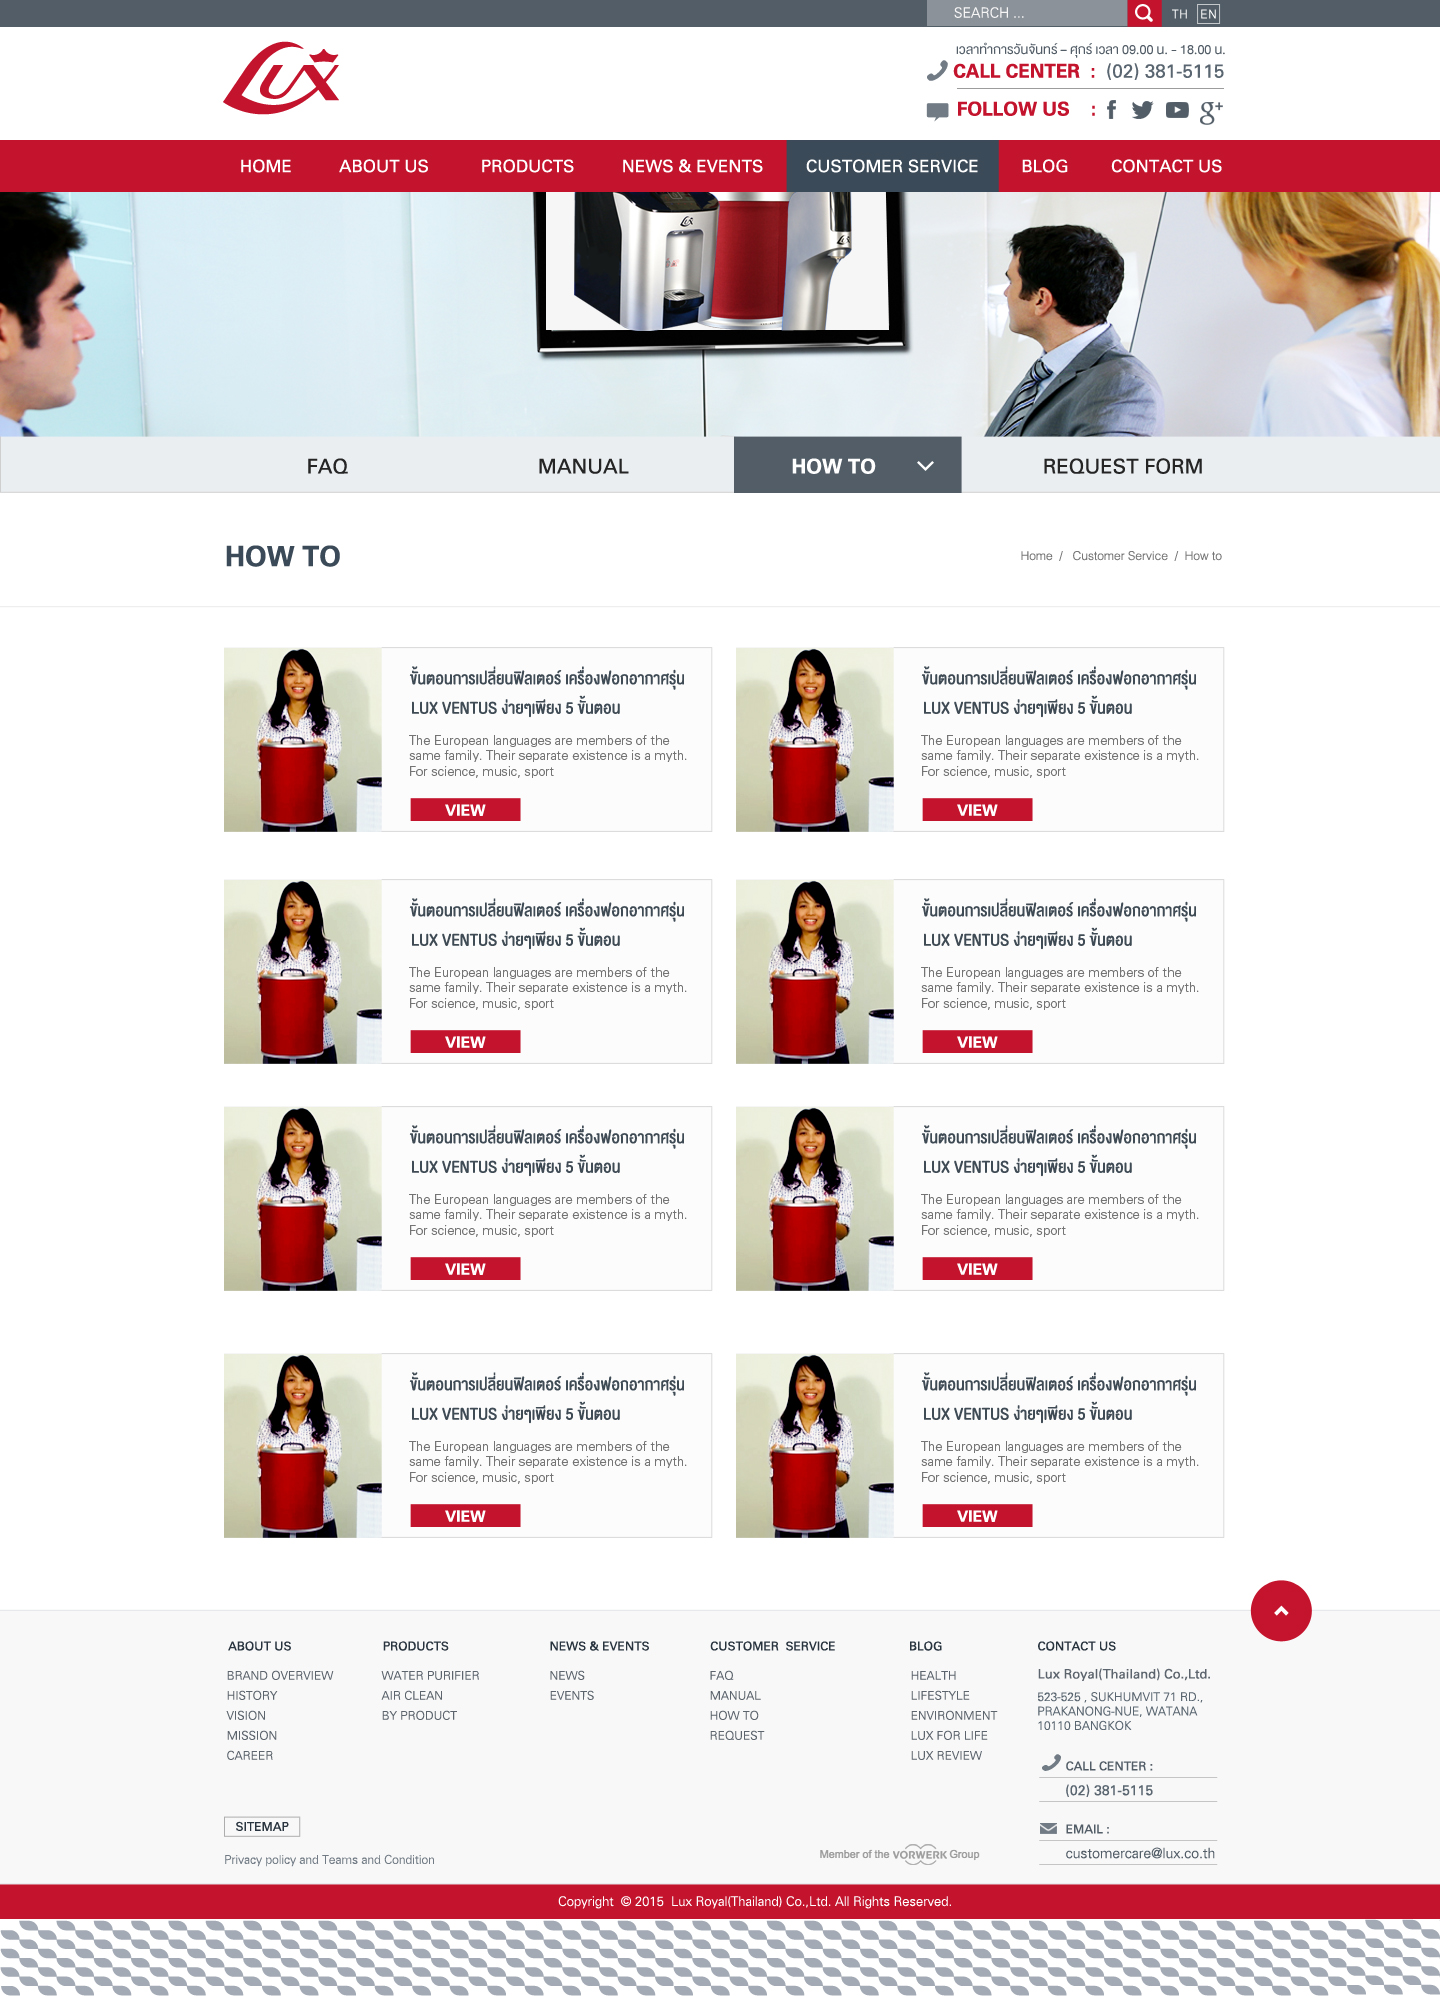 SEARCH ...
TH EN
LUX
เวลาทำการวันจันทร์ – ศุกร์ เวลา 09.00 น. - 18.00 น.
CALL CENTER : (02) 381-5115
FOLLOW US :
HOME ABOUT US PRODUCTS NEWS & EVENTS CUSTOMER SERVICE BLOG CONTACT US
LUX
LUX
FAQ MANUAL HOW TO REQUEST FORM
HOW TO
Home / Customer Service / How to
ขั้นตอนการเปลี่ยนฟิลเตอร์ เครื่องฟอกอากาศรุ่น
LUX VENTUS ง่ายๆเพียง 5 ขั้นตอน
The European languages are members of the
same family. Their separate existence is a myth.
For science, music, sport
VIEW
ขั้นตอนการเปลี่ยนฟิลเตอร์ เครื่องฟอกอากาศรุ่น
LUX VENTUS ง่ายๆเพียง 5 ขั้นตอน
The European languages are members of the
same family. Their separate existence is a myth.
For science, music, sport
VIEW
ขั้นตอนการเปลี่ยนฟิลเตอร์ เครื่องฟอกอากาศรุ่น
LUX VENTUS ง่ายๆเพียง 5 ขั้นตอน
The European languages are members of the
same family. Their separate existence is a myth.
For science, music, sport
VIEW
ขั้นตอนการเปลี่ยนฟิลเตอร์ เครื่องฟอกอากาศรุ่น
LUX VENTUS ง่ายๆเพียง 5 ขั้นตอน
The European languages are members of the
same family. Their separate existence is a myth.
For science, music, sport
VIEW
ขั้นตอนการเปลี่ยนฟิลเตอร์ เครื่องฟอกอากาศรุ่น
LUX VENTUS ง่ายๆเพียง 5 ขั้นตอน
The European languages are members of the
same family. Their separate existence is a myth.
For science, music, sport
VIEW
ขั้นตอนการเปลี่ยนฟิลเตอร์ เครื่องฟอกอากาศรุ่น
LUX VENTUS ง่ายๆเพียง 5 ขั้นตอน
The European languages are members of the
same family. Their separate existence is a myth.
For science, music, sport
VIEW
ขั้นตอนการเปลี่ยนฟิลเตอร์ เครื่องฟอกอากาศรุ่น
LUX VENTUS ง่ายๆเพียง 5 ขั้นตอน
The European languages are members of the
same family. Their separate existence is a myth.
For science, music, sport
VIEW
ขั้นตอนการเปลี่ยนฟิลเตอร์ เครื่องฟอกอากาศรุ่น
LUX VENTUS ง่ายๆเพียง 5 ขั้นตอน
The European languages are members of the
same family. Their separate existence is a myth.
For science, music, sport
VIEW
ABOUT US
BRAND OVERVIEW
HISTORY
VISION
MISSION
CAREER
PRODUCTS
WATER PURIFIER
AIR CLEAN
BY PRODUCT
NEWS & EVENTS
NEWS
EVENTS
CUSTOMER SERVICE
FAQ
MANUAL
HOW TO
REQUEST
BLOG
HEALTH
LIFESTYLE
ENVIRONMENT
LUX FOR LIFE
LUX REVIEW
CONTACT US
Lux Royal(Thailand) Co.,Ltd.
523-525 , SUKHUMVIT 71 RD.,
PRAKANONG-NUE, WATANA
10110 BANGKOK
CALL CENTER :
(02) 381-5115
EMAIL :
customercare@lux.co.th
SITEMAP
Privacy policy and Teams and Condition
Member of the VORWERK Group
Copyright © 2015 Lux Royal(Thailand) Co.,Ltd. All Rights Reserved.